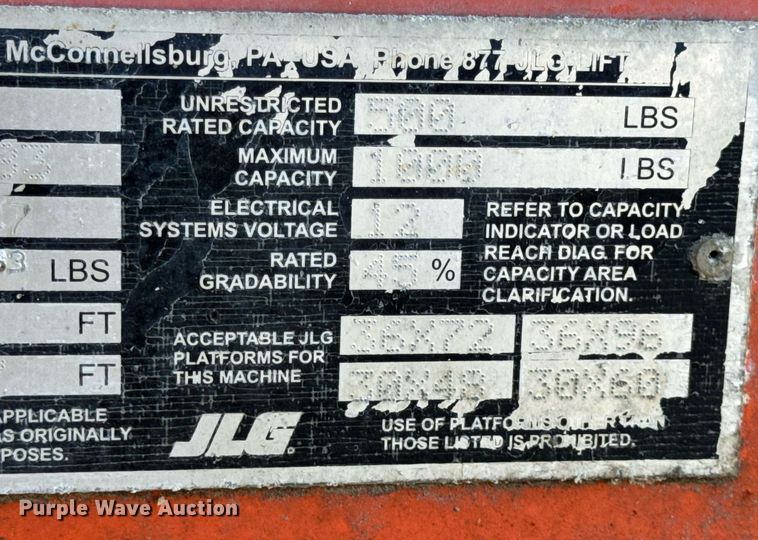 McConnellsburg, PA, USA, Phone 877 JLG-LIFT
UNRESTRICTED
RATED CAPACITY 500 LBS
MAXIMUM
CAPACITY 1000 LBS
ELECTRICAL
SYSTEMS VOLTAGE 12
RATED
GRADABILITY 45 %
REFER TO CAPACITY
INDICATOR OR LOAD
REACH DIAG. FOR
CAPACITY AREA
CLARIFICATION.
LBS
FT
FT
ACCEPTABLE JLG
PLATFORMS FOR
THIS MACHINE
36X72 36X96
30X48 30X60
APPLICABLE
AS ORIGINALLY
POSES.
JLG
USE OF PLATFORMS OTHER THAN
THOSE LISTED IS PROHIBITED.
Purple Wave Auction